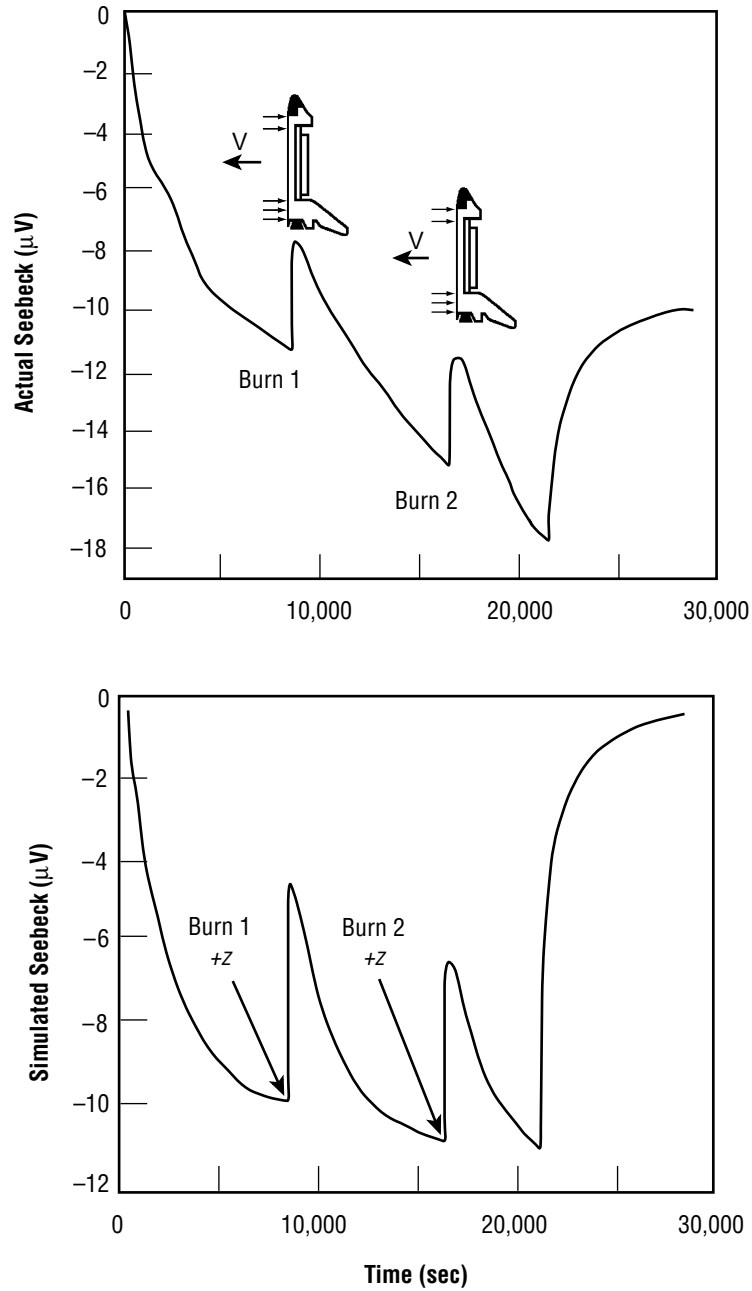 Actual Seebeck (µV)
0
–2
–4
–6
–8
–10
–12
–14
–16
–18
V
V
Burn 1
Burn 2
0
10,000
20,000
30,000
Simulated Seebeck (µV)
0
–2
–4
–6
–8
–10
–12
Burn 1
+Z
Burn 2
+Z
0
10,000
20,000
30,000
Time (sec)